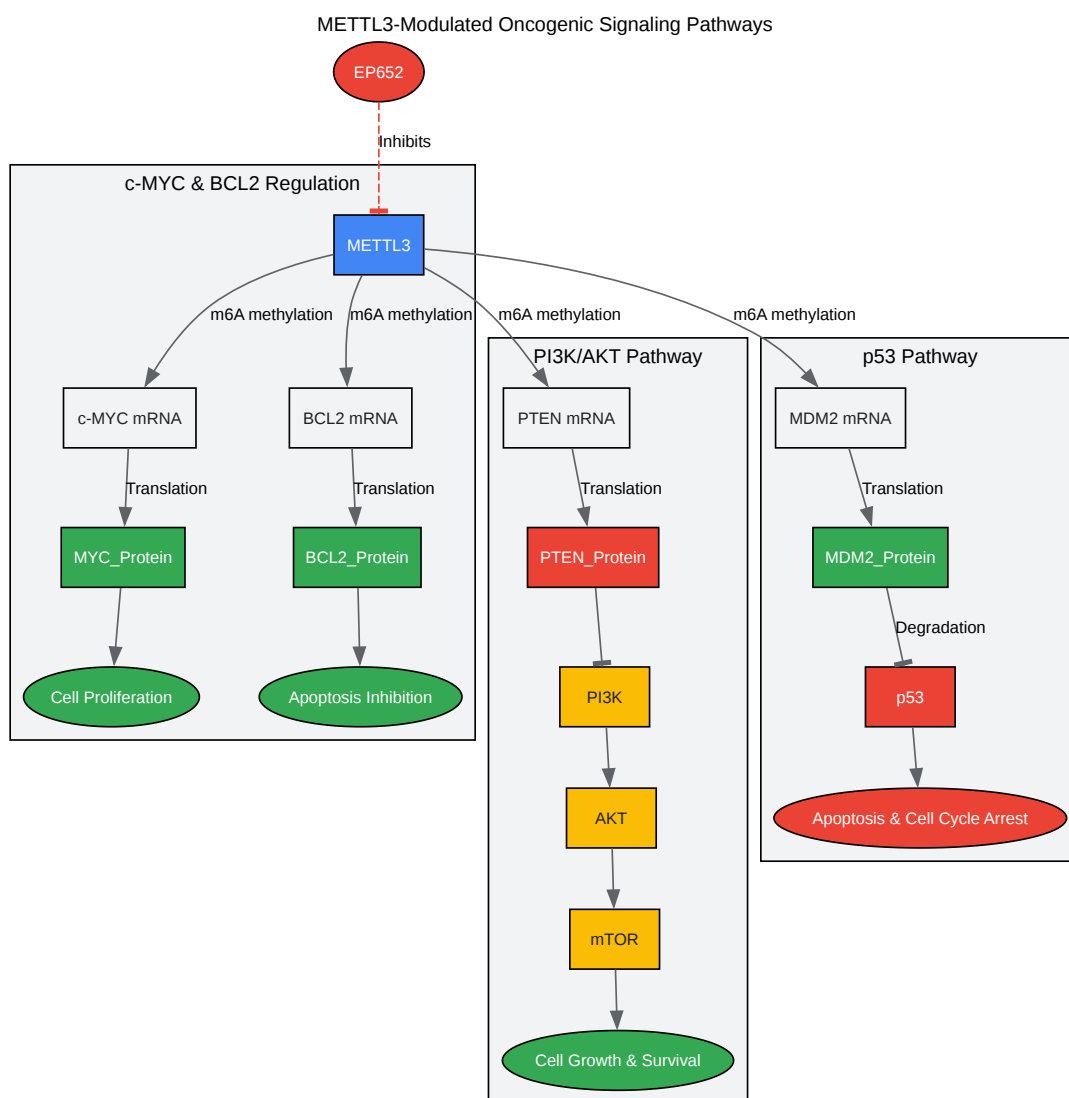 METTL3-Modulated Oncogenic Signaling Pathways
EP652
Inhibits
c-MYC & BCL2 Regulation
METTL3
m6A methylation
m6A methylation
m6A methylation
m6A methylation
PI3K/AKT Pathway
p53 Pathway
c-MYC mRNA
BCL2 mRNA
PTEN mRNA
MDM2 mRNA
Translation
Translation
Translation
Translation
MYC_Protein
BCL2_Protein
PTEN_Protein
MDM2_Protein
Degradation
Cell Proliferation
Apoptosis Inhibition
PI3K
p53
AKT
Apoptosis & Cell Cycle Arrest
mTOR
Cell Growth & Survival